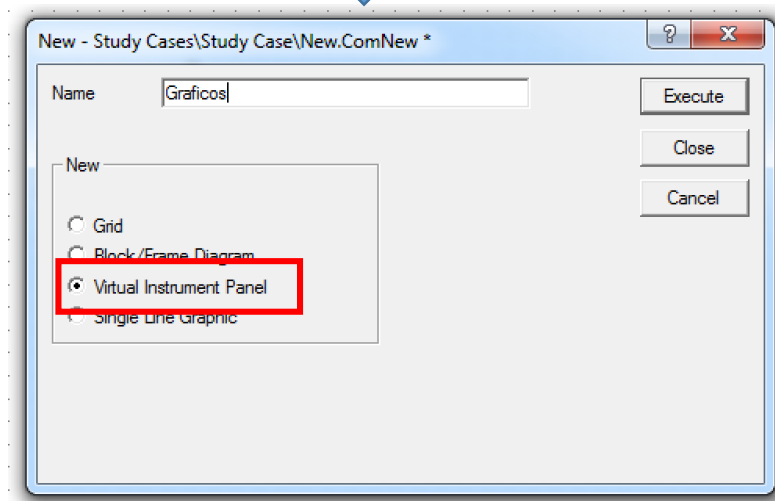 New - Study Cases\Study Case\New.ComNew *
Name Graficos Execute
Close
New
Cancel
Grid
Block/Frame Diagram
Virtual Instrument Panel
Single Line Graphic